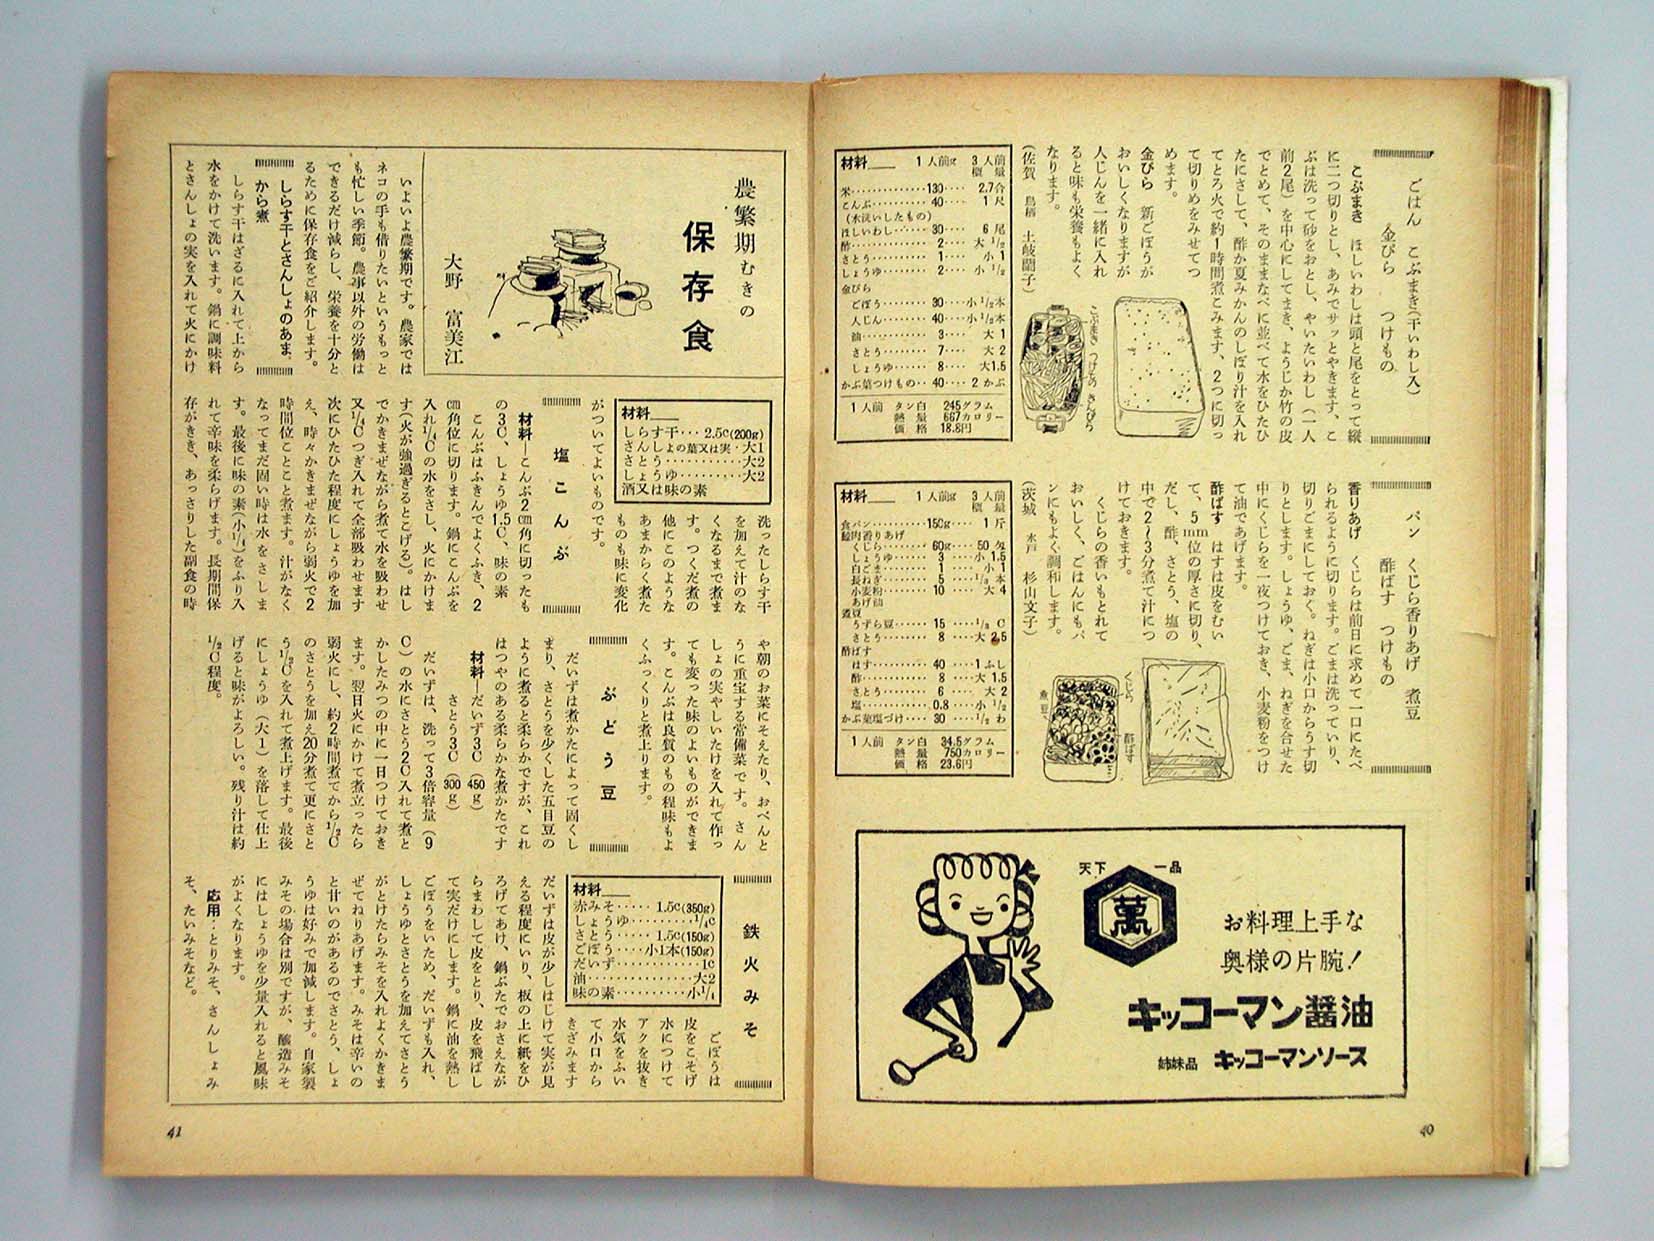 ごはん　こぶまき（干いわし入）
金ぴら　つけもの
こぶまき　ほしいわしは頭と尾をとって縦
に二つ切りとし、あみでサッとやきます、こ
ぶは洗って砂をおとし、やいたいわし（一人
前2尾）を中心にしてまき、ようじか竹の皮
でとめて、そのままなべに並べて水をひたひ
たにさして、酢か夏みかんのしぼり汁を入れ
てとろ火で約1時間煮こみます、2つに切っ
て切りめをみせてつ
めます。
金ぴら　新ごぼうが
おいしくなりますが
人じんを一緒に入れ
ると味も栄養もよく
なります。
（佐賀　鳥栖　土岐蘭子）
こぶまき
つけもの
きんぴら
材料　1人前g　3人前概量
米…………130…2.7合
こんぶ………40…1尺
（水洗いしたもの）
ほしいわし…30…6尾
酢…………2…大1/2
さとう………1…小1
しょうゆ……2…小1/2
金ぴら
ごぼう……30…小1/2本
人じん……40…小1/2本
油…………3…大1
さとう……7…大2
しょうゆ…8…大1.5
かぶ葉つけもの…40…2かぶ
1人前　タン白　245グラム
熱量　667カロリー
価格　18.8円
パン　くじら香りあげ　煮豆
酢ばす　つけもの
香りあげ　くじらは前日に求めて一口にたべ
られるように切ります。ごまは洗っていり、
切りごまにしておく。ねぎは小口からうす切
りとします。しょうゆ、ごま、ねぎを合せた
中にくじらを一夜つけておき、小麦粉をつけ
て油であげます。
酢ばす　はすは皮をむい
て、5mm位の厚さに切り、
だし、酢、さとう、塩の
中で2〜3分煮て汁につ
けておきます。
くじらの香いもとれて
おいしく、ごはんにもパ
ンにもよく調和します。
（茨城　水戸　杉山文子）
くじら
煮豆
酢ばす
材料　1人前g　3人前概量
食パン………150g…1斤
鯨肉香りあげ
くじら………60g…50匁
しょうゆ……3…小1.5
白ごま………1…小1
長ねぎ………5…1/3本
小麦粉………10…大4
あげ油
煮豆
うずら豆……15…1/2C
さとう………8…大2.5
酢ばす
はす………40…1ふし
酢…………8…大1.5
さとう……6…大2
塩…………0.8…小1/2
かぶ葉塩づけ…30…1/2わ
1人前　タン白　34.5グラム
熱量　750カロリー
価格　23.6円
天下一品
萬
お料理上手な
奥様の片腕！
キッコーマン醤油
姉妹品　キッコーマンソース
40
農繁期むきの
保存食
大野　富美江
いよいよ農繁期です。農家では
ネコの手も借りたいというもっと
も忙しい季節。農事以外の労働は
できるだけ減らし、栄養を十分と
るために保存食をご紹介します。
しらす干とさんしょのあま、
から煮
しらす干はざるに入れて上から
水をかけて洗います。鍋に調味料
とさんしょの実を入れて火にかけ
材料
しらす干…2.5c(200g)
さんしょの葉又は実・大1
さとう…………大2
しょうゆ………大2
酒又は味の素
洗ったしらす干
を加えて汁のな
くなるまで煮ま
す。つくだ煮の
他にこのような
あまからく煮た
ものも味に変化
がついてよいものです。
塩こんぶ
材料―こんぶ2cm角に切ったも
の3C、しょうゆ1.5C、味の素
こんぶはふきんでよくふき、2
cm角位に切ります。鍋にこんぶを
入れ1/4Cの水をさし、火にかけま
す（火が強過ぎるとこげる）。はし
でかきまぜながら煮て水を吸わせ
又1/4Cつぎ入れて全部吸わせます
次にひたひた程度にしょうゆを加
え、時々かきまぜながら弱火で2
時間位ことこと煮ます。汁がなく
なってまだ固い時は水をさしま
す。最後に味の素（小1/4）をふり入
れて辛味を柔らげます。長期間保
存がきき、あっさりした副食の時
や朝のお菜にそえたり、おべんと
うに重宝する常備菜です。さん
しょの実やしいたけを入れて作っ
ても変った味のよいものができま
す。こんぶは良質のもの程味もよ
くふっくりと煮上ります。
ぶどう豆
だいずは煮かたによって固くし
まり、さとうを少くした五目豆の
ように煮ると柔らかですが、これ
はつやのある柔らかな煮かたです
材料―だいず3C（450g）
さとう3C（300g）
だいずは、洗って3倍容量（9
C）の水にさとう2C入れて煮と
かしたみつの中に一日つけておき
ます。翌日火にかけて煮立ったら
弱火にし、約2時間煮てから1/2C
のさとうを加え20分煮て更にさと
う1/2Cを入れて煮上げます。最後
にしょうゆ（大1）を落して仕上
げると味がよろしい。残り汁は約
1/2C程度。
鉄火みそ
材料
赤みそ……1.5c(350g)
しょうゆ………1/4c
さとう……1.5c(150g)
ごぼう……小1本(150g)
だいず…………1c
油……………大2
味の素………小1/4
ごぼうは
皮をこそげ
水につけて
アクを抜き
水気をふい
て小口から
きざみます
だいずは皮が少しはじけて実が見
える程度にいり、板の上に紙をひ
ろげてあけ、鍋ぶたでおさえなが
らまわして皮をとり、皮を飛ばし
て実だけにします。鍋に油を熱し
ごぼうをいため、だいずも入れ、
しょうゆとさとうを加えてさとう
がとけたらみそを入れよくかきま
ぜてねりあげます。みそは辛いの
と甘いのがあるのでさとう、しょ
うゆは好みで加減します。自家製
みその場合は別ですが、醸造みそ
にはしょうゆを少量入れると風味
がよくなります。
応用：とりみそ、さんしょみ
そ、たいみそなど。
41